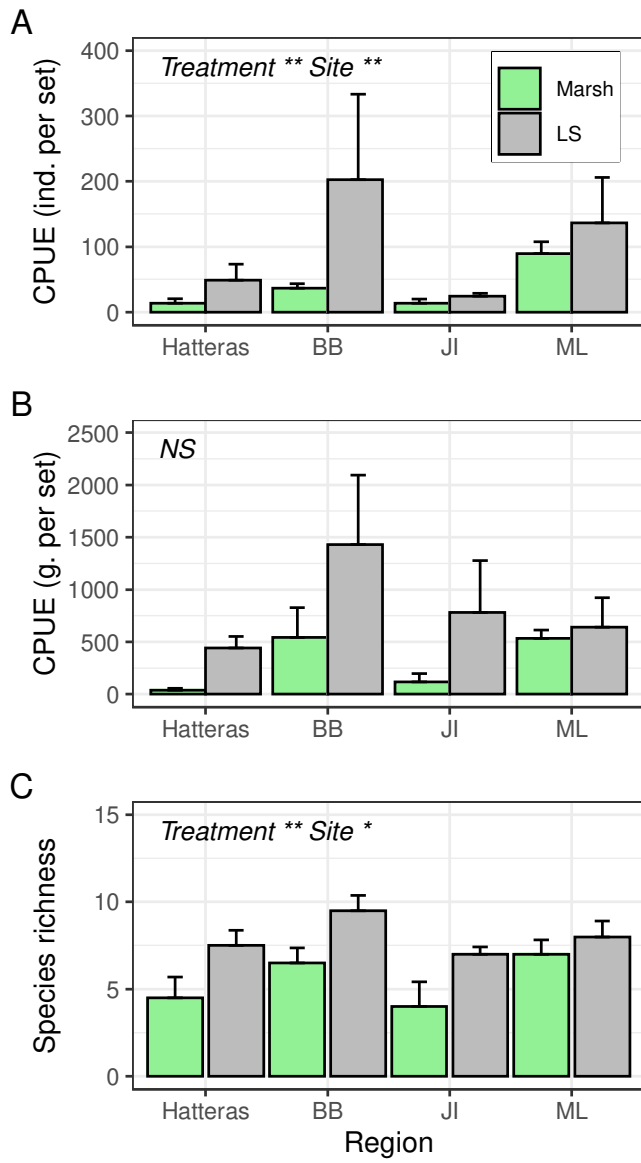 A
Treatment ** Site **
Marsh
LS
CPUE (ind. per set)
400
300
200
100
0
Hatteras BB JI ML
B
NS
CPUE (g. per set)
2500
2000
1500
1000
500
0
Hatteras BB JI ML
C
Treatment ** Site *
Species richness
15
10
5
0
Hatteras BB JI ML
Region